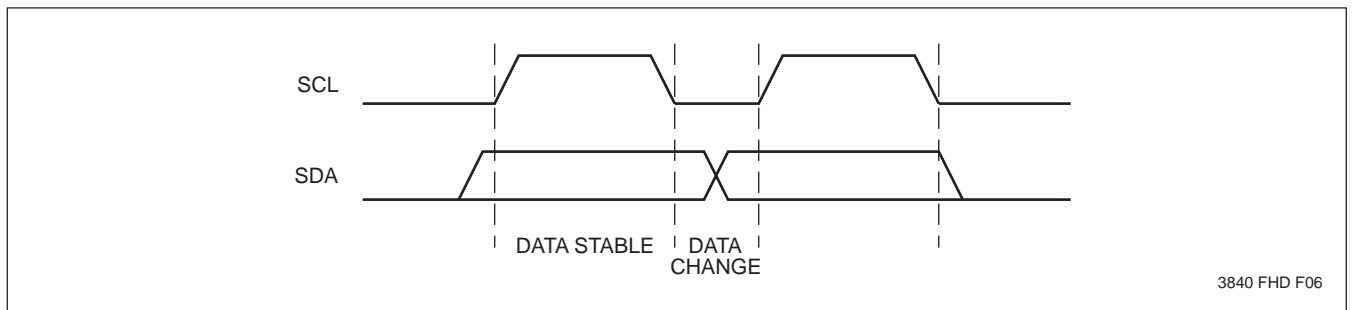 SCL
SDA
DATA STABLE
DATA
CHANGE
3840 FHD F06